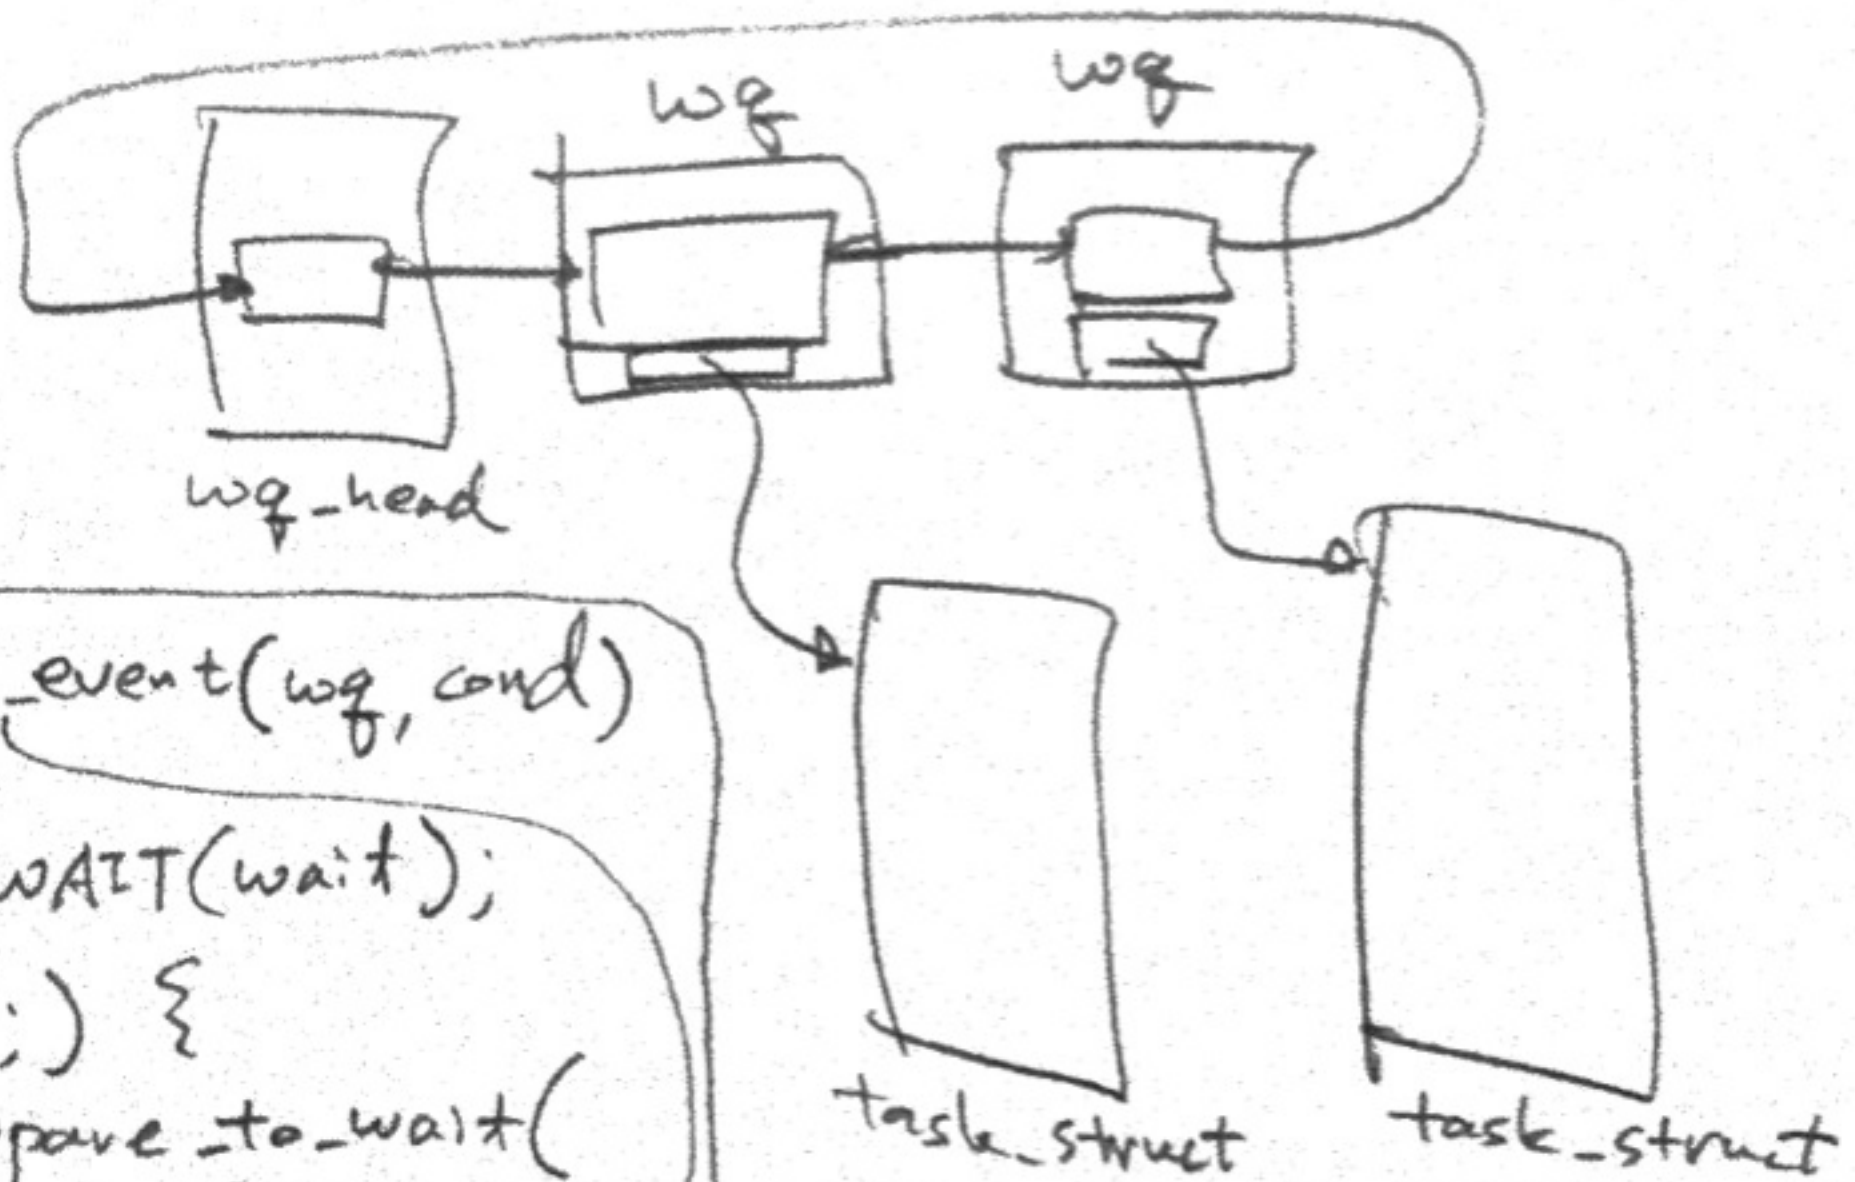 wq
wq
wq_head
_event(wq, cond)
WAIT(wait);
;) {
pare_to_wait(
task_struct
task_struct